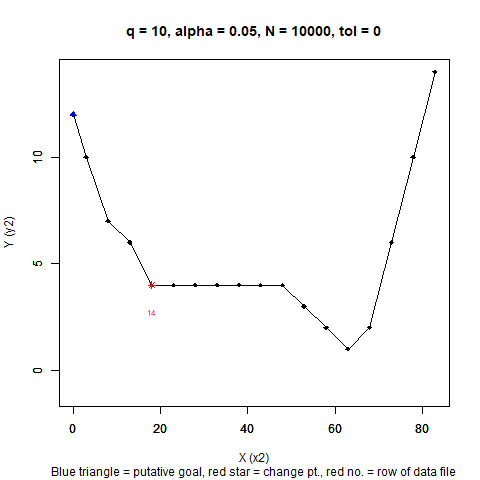 q = 10, alpha = 0.05, N = 10000, tol = 0
10
5
0
Y (y2)
14
0 20 40 60 80
X (x2)
Blue triangle = putative goal, red star = change pt., red no. = row of data file